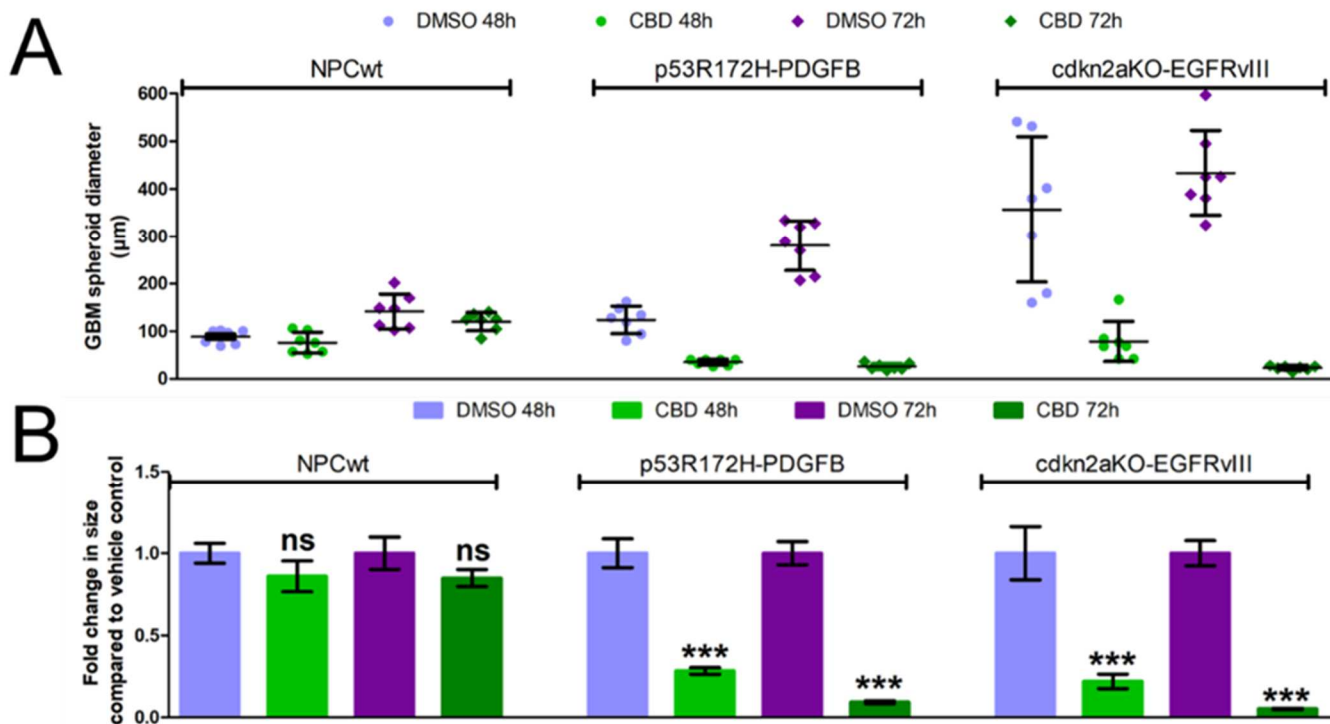 DMSO 48h CBD 48h DMSO 72h CBD 72h
A
NPCwt p53R172H-PDGFB cdkn2aKO-EGFRvIII
GBM spheroid diameter
(µm)
600
500
400
300
200
100
0
DMSO 48h CBD 48h DMSO 72h CBD 72h
B
NPCwt p53R172H-PDGFB cdkn2aKO-EGFRvIII
Fold change in size
compared to vehicle control
1.5
1.0
0.5
0.0
ns ns
*** *** *** ***